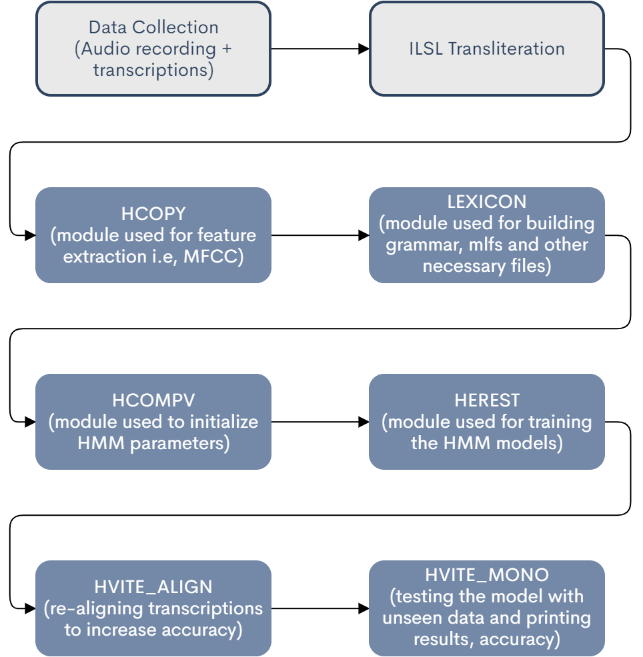 Data Collection
(Audio recording +
transcriptions)
ILSL Transliteration
HCOPY
(module used for feature
extraction i.e, MFCC)
LEXICON
(module used for building
grammar, mlfs and other
necessary files)
HCOMPV
(module used to initialize
HMM parameters)
HEREST
(module used for training
the HMM models)
HVITE_ALIGN
(re-aligning transcriptions
to increase accuracy)
HVITE_MONO
(testing the model with
unseen data and printing
results, accuracy)